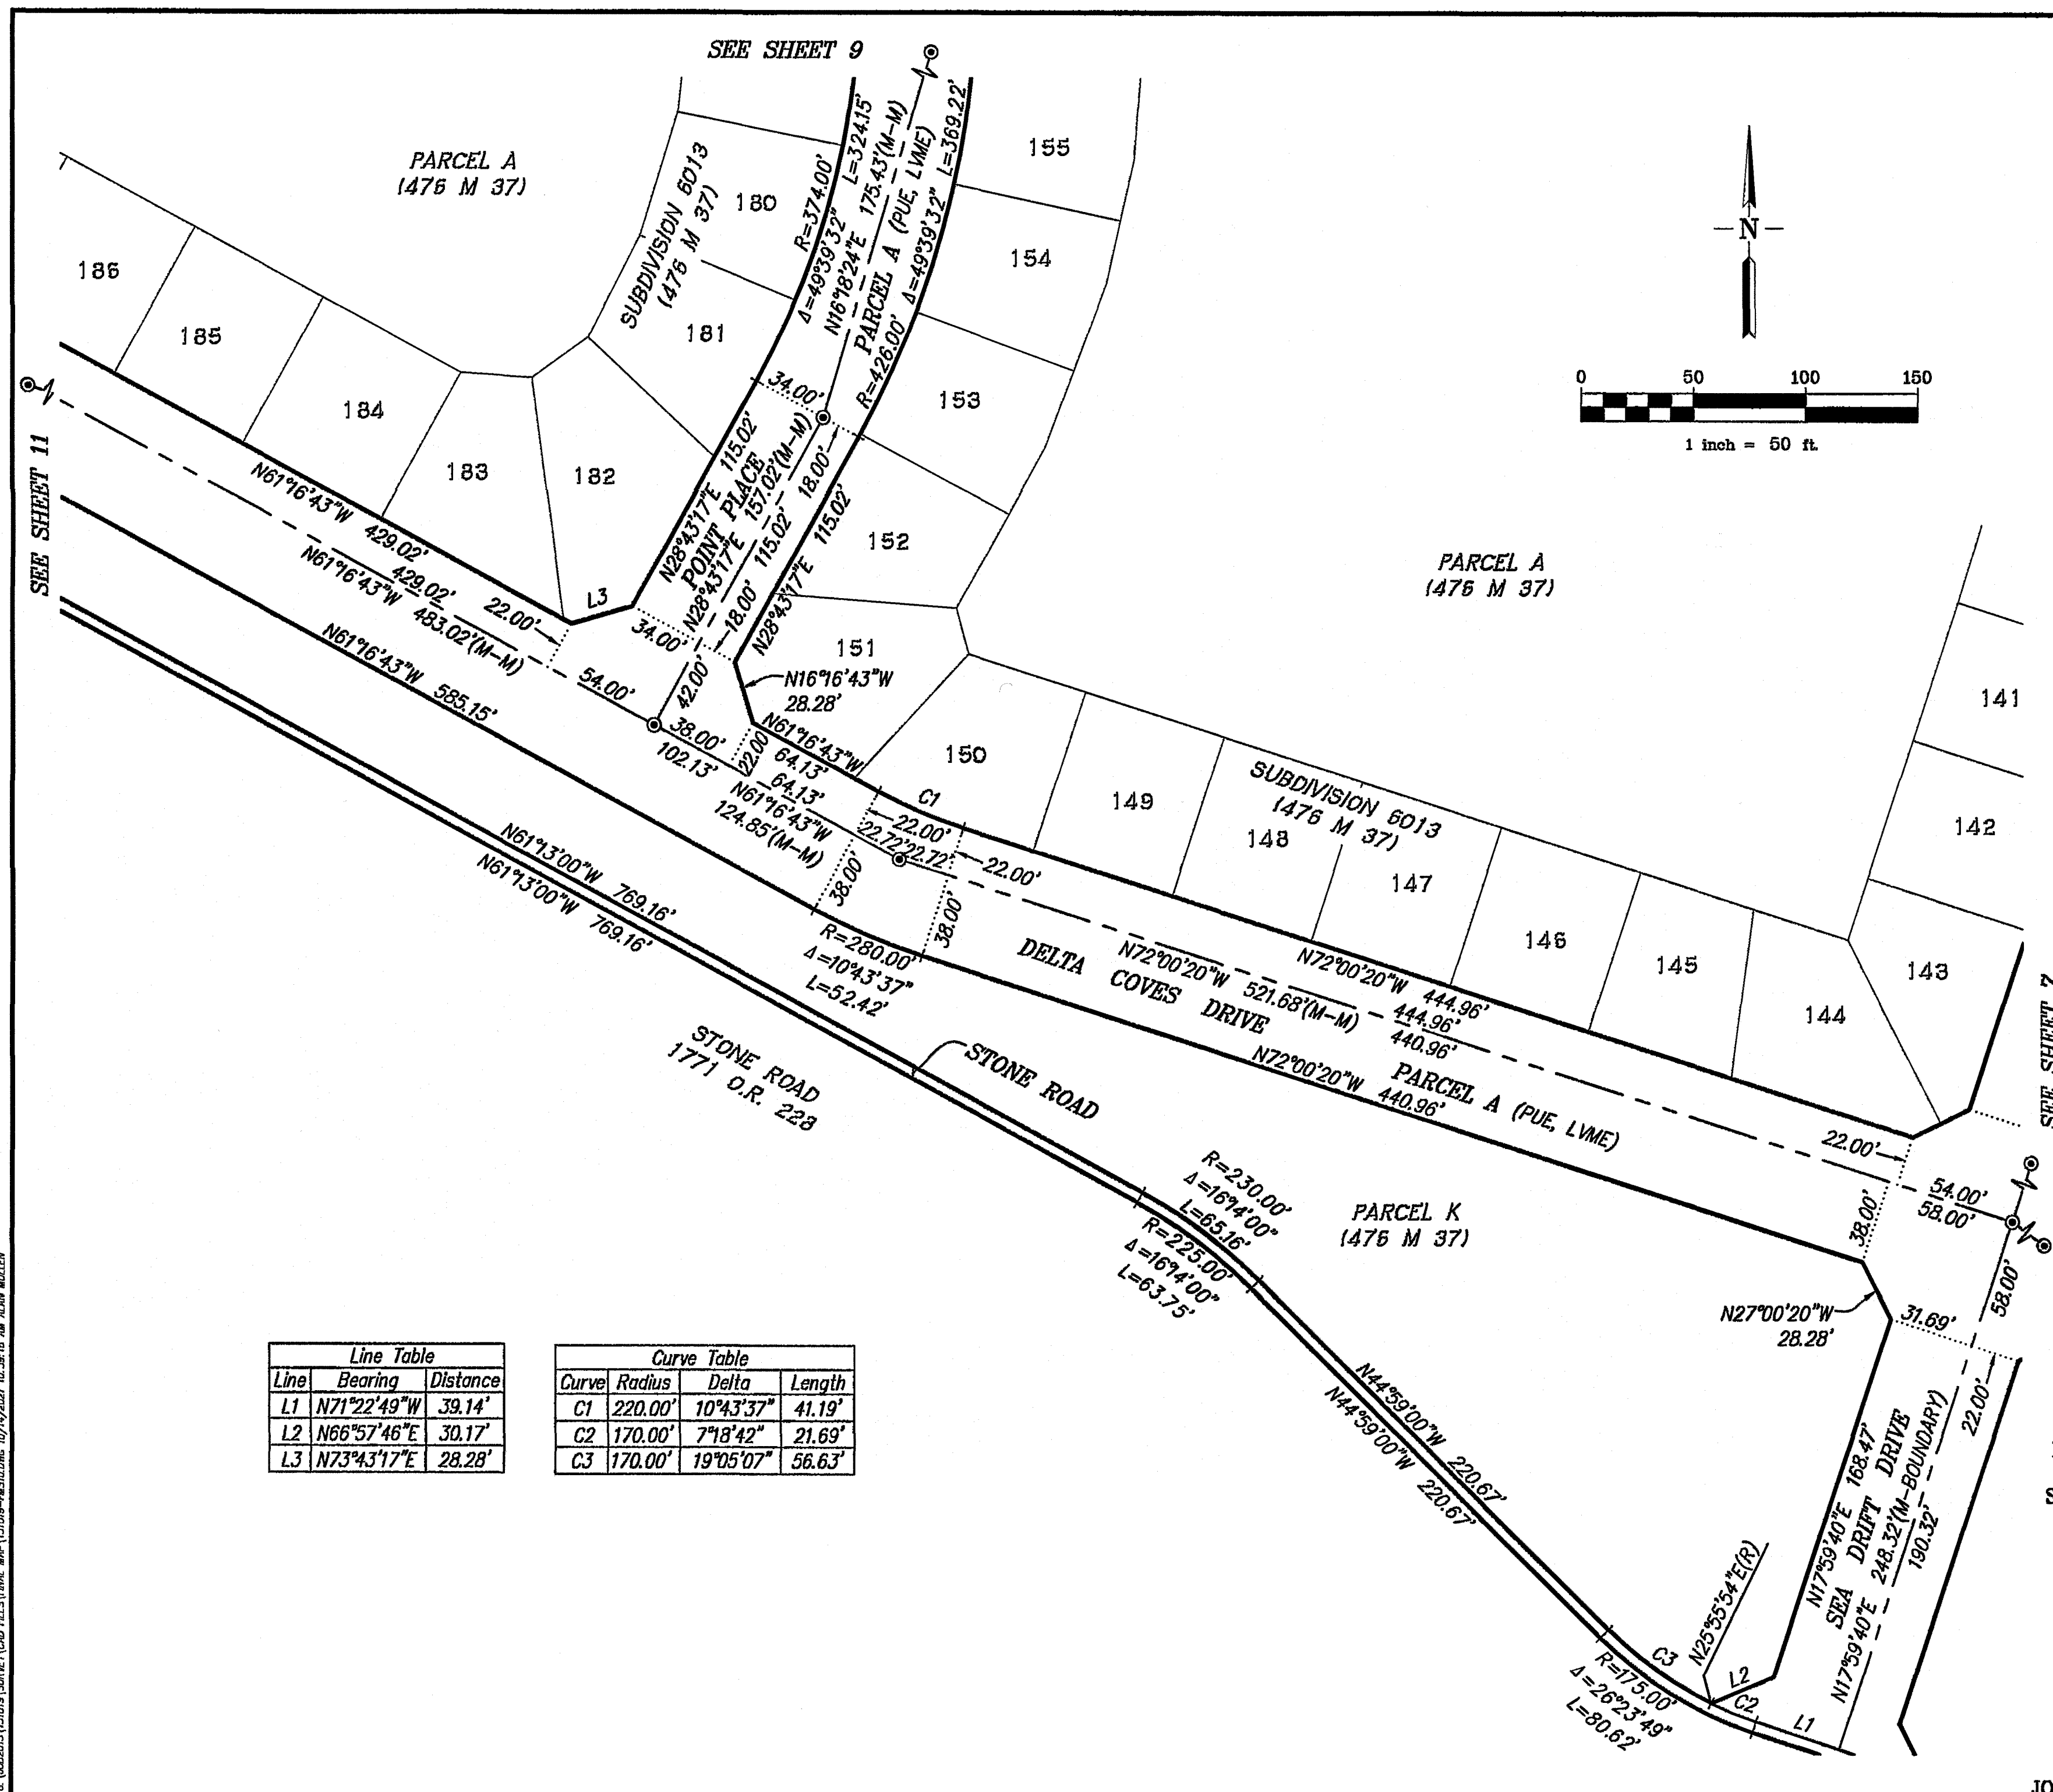 SEE SHEET 9
PARCEL A
(476 M 37)
SUBDIVISION 6013
(476 M 37)
180
181
182
183
184
185
186
155
154
153
152
151
150
149
148
147
146
145
144
143
142
141
R=374.00'
Δ=49°39'32"
L=324.15'
N16°18'24"E 175.43'(M-M)
PARCEL A (PUE, LVME)
R=426.00'
Δ=49°39'32"
L=369.22'
N
0 50 100 150
1 inch = 50 ft.
SEE SHEET 11
34.00'
N28°43'17"E 115.02'
POINT PLACE
N28°43'17"E 157.02'(M-M)
18.00'
115.02'
18.00'
N28°43'17"E 115.02'
L3
34.00'
42.00'
N16°16'43"W
28.28'
N61°16'43"W 429.02'
429.02'
N61°16'43"W 483.02'(M-M)
22.00'
54.00'
38.00'
102.13'
22.00
N61°16'43"W
64.13'
64.13'
N61°16'43"W
124.85'(M-M)
N61°16'43"W 585.15'
C1
22.00'
22.72'
22.72'
22.00'
38.00'
38.00'
R=280.00'
Δ=10°43'37"
L=52.42'
PARCEL A
(476 M 37)
SUBDIVISION 6013
(476 M 37)
DELTA COVES DRIVE
N72°00'20"W 521.68'(M-M)
N72°00'20"W 444.96'
444.96'
440.96'
N72°00'20"W 440.96'
PARCEL A (PUE, LVME)
SEE SHEET 7
N61°13'00"W 769.16'
N61°13'00"W 769.16'
STONE ROAD
1771 O.R. 228
STONE ROAD
R=230.00'
Δ=16°14'00"
L=65.16'
R=225.00'
Δ=16°14'00"
L=63.75'
PARCEL K
(476 M 37)
22.00'
54.00'
58.00'
38.00'
58.00'
N27°00'20"W
28.28'
31.69'
22.00'
N44°59'00"W 220.67'
N44°59'00"W 220.67'
N17°59'40"E 168.47'
SEA DRIFT DRIVE
N17°59'40"E 248.32'(M-BOUNDARY)
190.32'
N25°55'54"E(R)
C3
L2
C2
L1
R=175.00'
Δ=26°23'49"
L=80.62'
Line Table
Line Bearing Distance
L1 N71°22'49"W 39.14'
L2 N66°57'46"E 30.17'
L3 N73°43'17"E 28.28'
Curve Table
Curve Radius Delta Length
C1 220.00' 10°43'37" 41.19'
C2 170.00' 7°18'42" 21.69'
C3 170.00' 19°05'07" 56.63'
JO